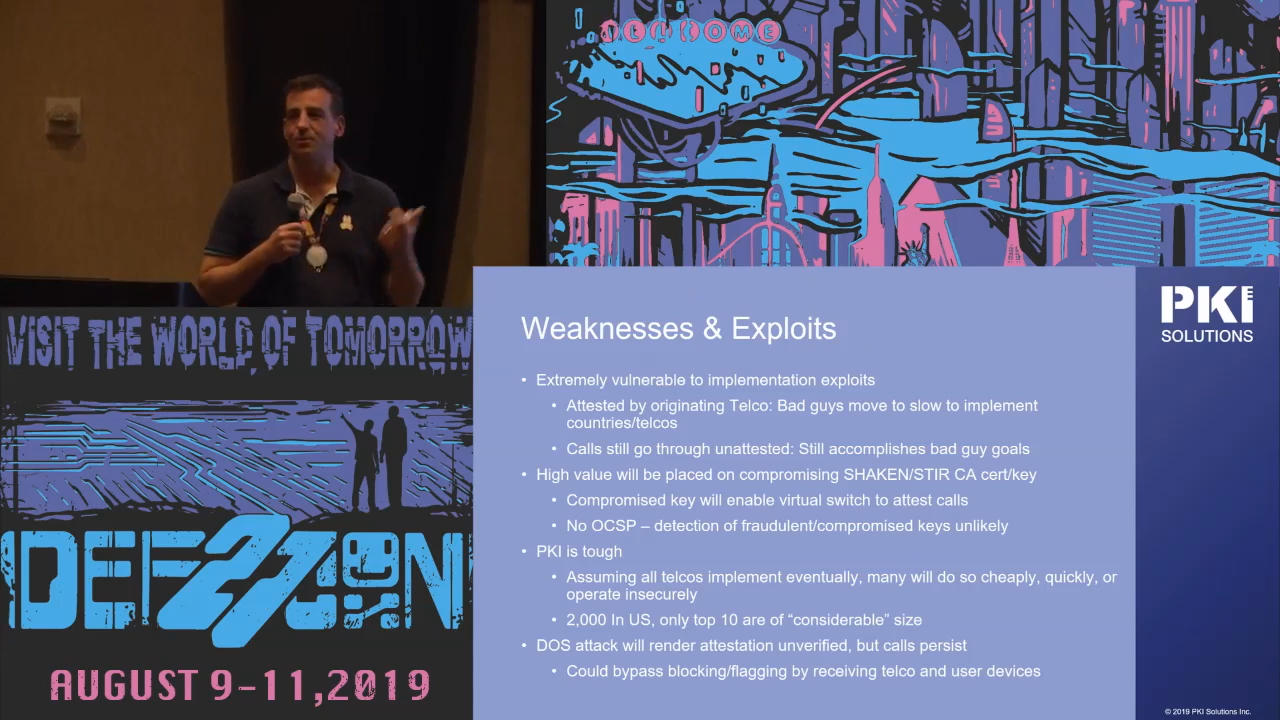 WELCOME
VISIT THE WORLD OF TOMORROW
DEF CON
27
AUGUST 9-11,2019
PKI
SOLUTIONS
Weaknesses & Exploits
• Extremely vulnerable to implementation exploits
• Attested by originating Telco: Bad guys move to slow to implement
countries/telcos
• Calls still go through unattested: Still accomplishes bad guy goals
• High value will be placed on compromising SHAKEN/STIR CA cert/key
• Compromised key will enable virtual switch to attest calls
• No OCSP – detection of fraudulent/compromised keys unlikely
• PKI is tough
• Assuming all telcos implement eventually, many will do so cheaply, quickly, or
operate insecurely
• 2,000 In US, only top 10 are of “considerable” size
• DOS attack will render attestation unverified, but calls persist
• Could bypass blocking/flagging by receiving telco and user devices
© 2019 PKI Solutions Inc.